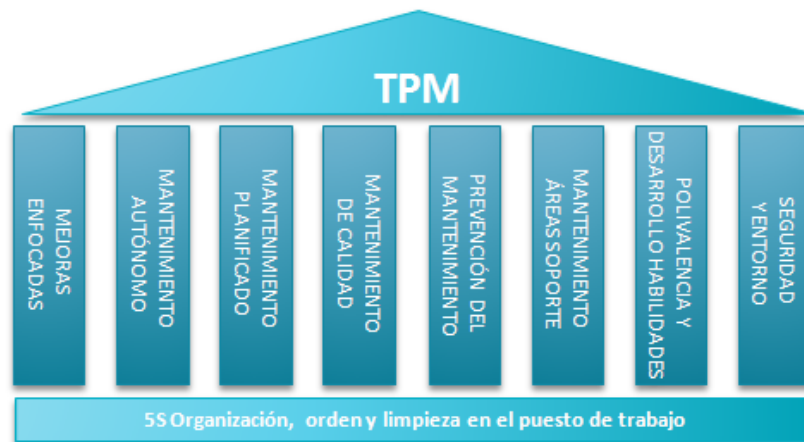 TPM
MEJORAS
ENFOCADAS
MANTENIMIENTO
AUTÓNOMO
MANTENIMIENTO
PLANIFICADO
MANTENIMIENTO
DE CALIDAD
PREVENCIÓN DEL
MANTENIMIENTO
MANTENIMIENTO
ÁREAS SOPORTE
POLIVALENCIA Y
DESARROLLO HABILIDADES
SEGURIDAD
Y ENTORNO
5S Organización, orden y limpieza en el puesto de trabajo